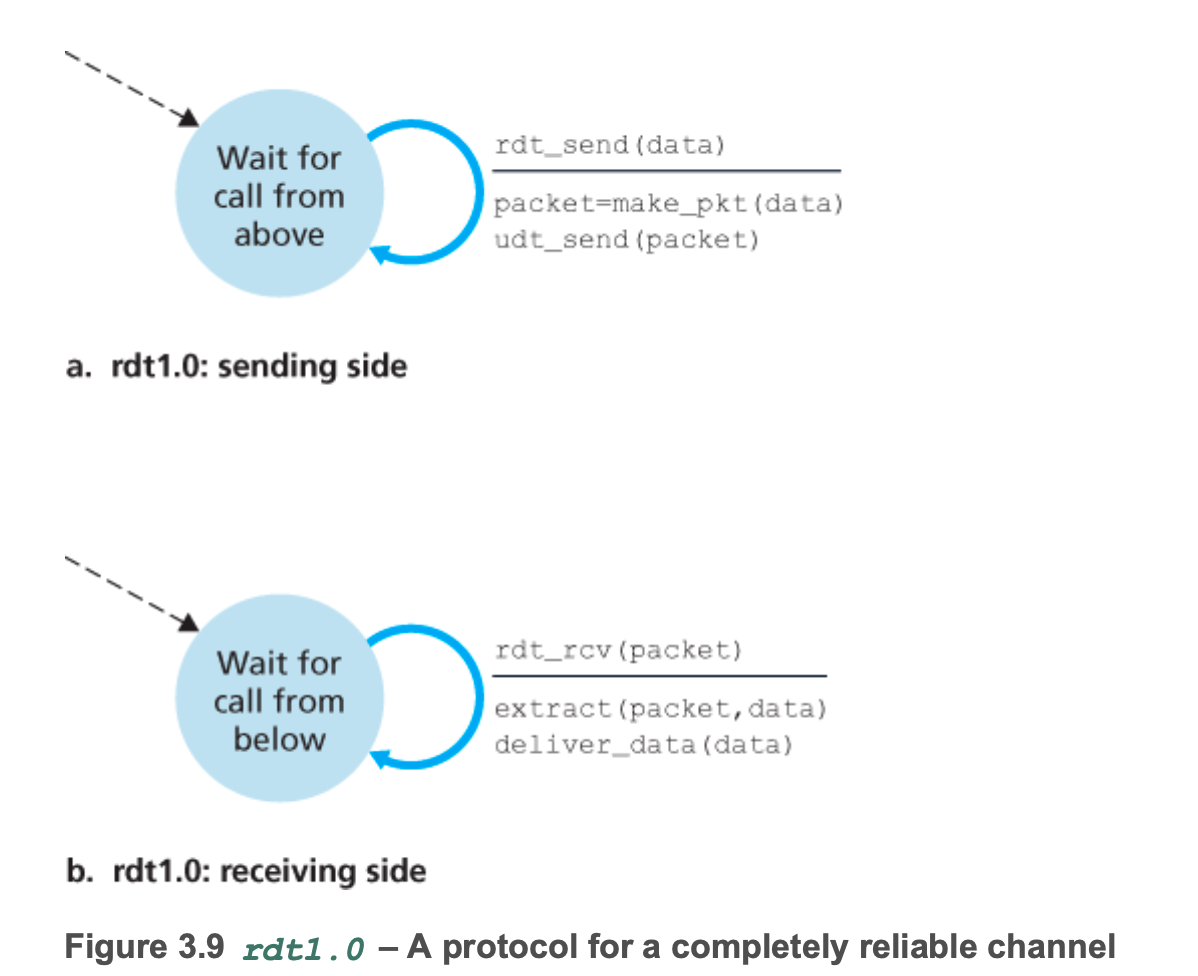 Wait for
call from
above
rdt_send(data)
packet=make_pkt(data)
udt_send(packet)
a. rdt1.0: sending side
Wait for
call from
below
rdt_rcv(packet)
extract(packet,data)
deliver_data(data)
b. rdt1.0: receiving side
Figure 3.9 rdt1.0 – A protocol for a completely reliable channel